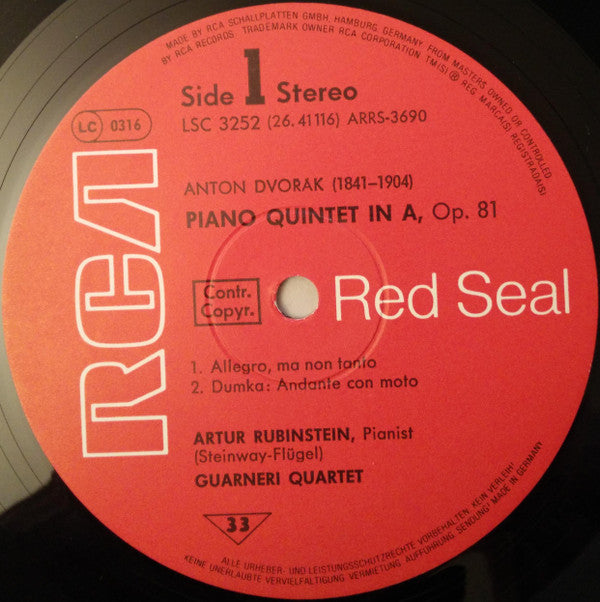 MADE BY RCA SCHALLPLATTEN GMBH, HAMBURG, GERMANY, FROM MASTERS OWNED OR CONTROLLED
BY RCA RECORDS. TRADEMARK OWNER RCA CORPORATION TM(S) ® REG. MARCA(S) REGISTRADA(S)
Side 1 Stereo
LSC 3252 (26.41116) ARRS-3690
LC 0316
ANTON DVORAK (1841–1904)
PIANO QUINTET IN A, Op. 81
RCA
Contr.
Copyr.
Red Seal
1. Allegro, ma non tanto
2. Dumka: Andante con moto
ARTUR RUBINSTEIN, Pianist
(Steinway-Flügel)
GUARNERI QUARTET
33
ALLE URHEBER- UND LEISTUNGSSCHUTZRECHTE VORBEHALTEN. KEIN VERLEIH!
KEINE UNERLAUBTE VERVIELFÄLTIGUNG, VERMIETUNG, AUFFÜHRUNG, SENDUNG! MADE IN GERMANY